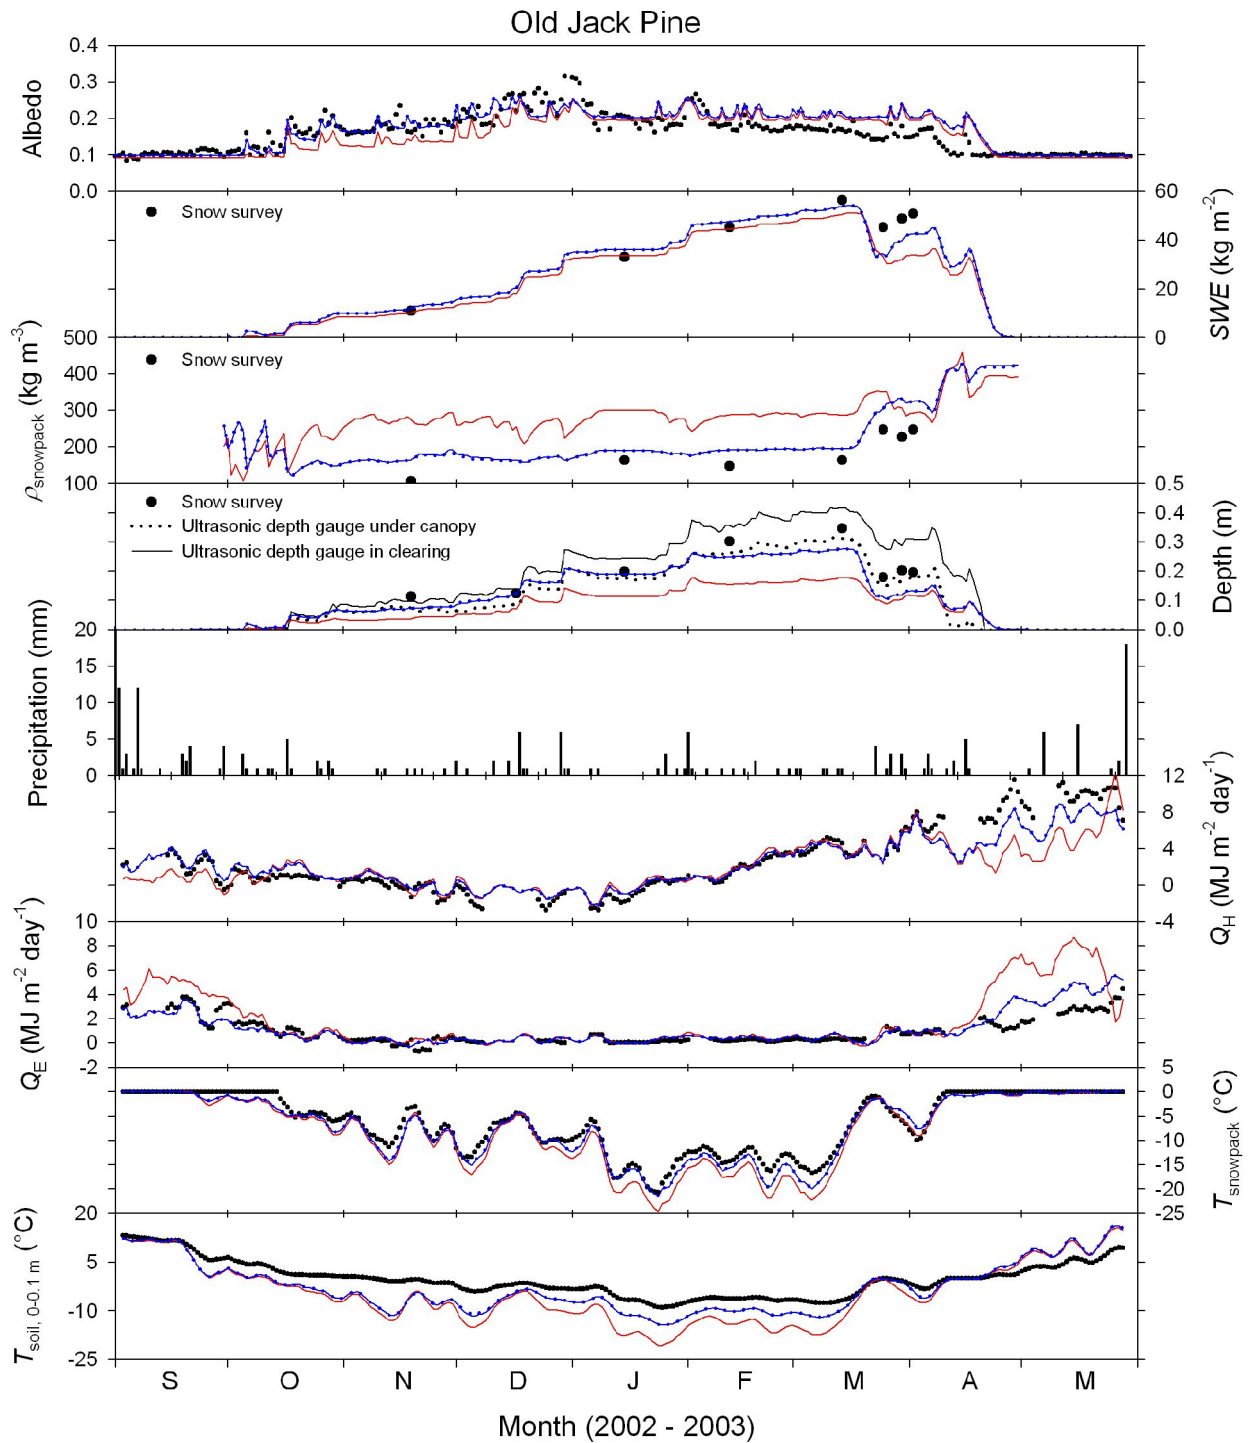 Old Jack Pine
Albedo
0.4
0.3
0.2
0.1
0.0
Snow survey
60
40
20
0
SWE (kg m-2)
ρsnowpack (kg m-3)
500
400
300
200
100
Snow survey
Snow survey
Ultrasonic depth gauge under canopy
Ultrasonic depth gauge in clearing
0.5
0.4
0.3
0.2
0.1
0.0
Depth (m)
Precipitation (mm)
20
15
10
5
0
12
8
4
0
-4
QH (MJ m-2 day-1)
QE (MJ m-2 day-1)
10
8
6
4
2
0
-2
5
0
-5
-10
-15
-20
-25
Tsnowpack (°C)
Tsoil, 0-0.1 m (°C)
20
5
-10
-25
S O N D J F M A M
Month (2002 - 2003)